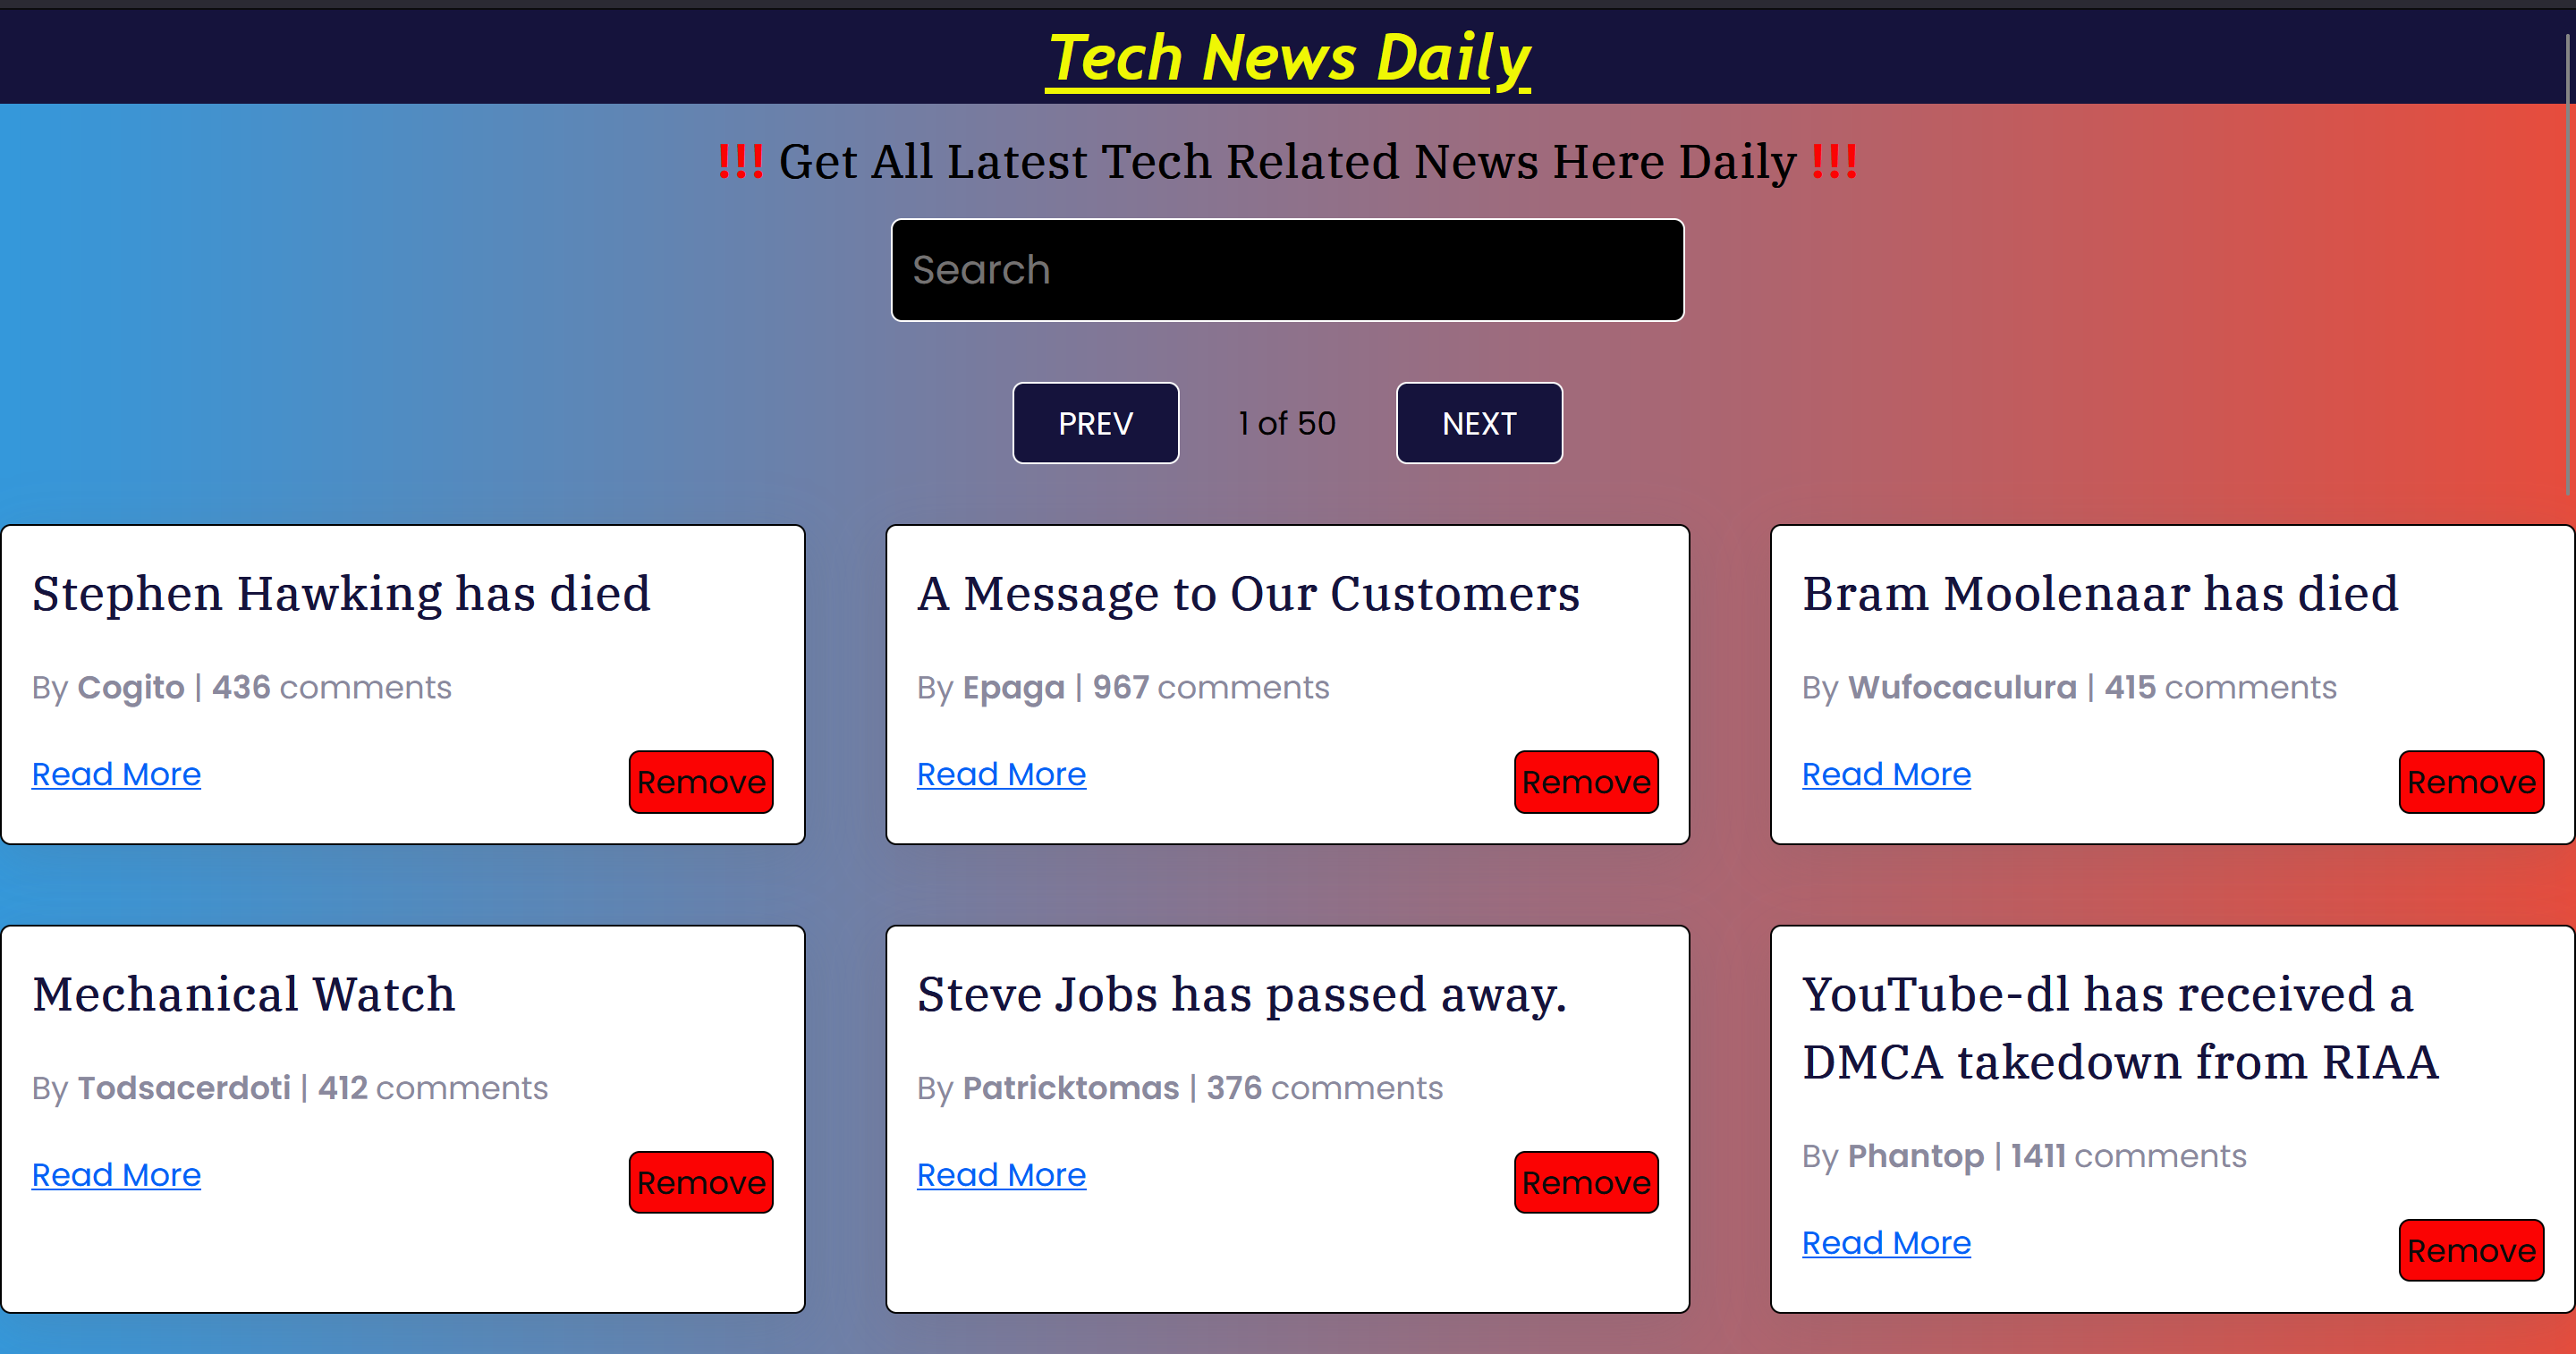 Tech News Daily
!!! Get All Latest Tech Related News Here Daily !!!
Search
PREV 1 of 50 NEXT
Stephen Hawking has died
By Cogito | 436 comments
Read More Remove
A Message to Our Customers
By Epaga | 967 comments
Read More Remove
Bram Moolenaar has died
By Wufocaculura | 415 comments
Read More Remove
Mechanical Watch
By Todsacerdoti | 412 comments
Read More Remove
Steve Jobs has passed away.
By Patricktomas | 376 comments
Read More Remove
YouTube-dl has received a
DMCA takedown from RIAA
By Phantop | 1411 comments
Read More Remove